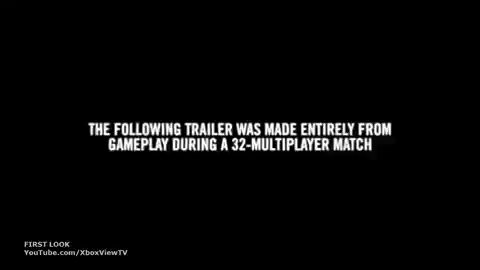 THE FOLLOWING TRAILER WAS MADE ENTIRELY FROM
GAMEPLAY DURING A 32-MULTIPLAYER MATCH
FIRST LOOK
YouTube.com/XboxViewTV